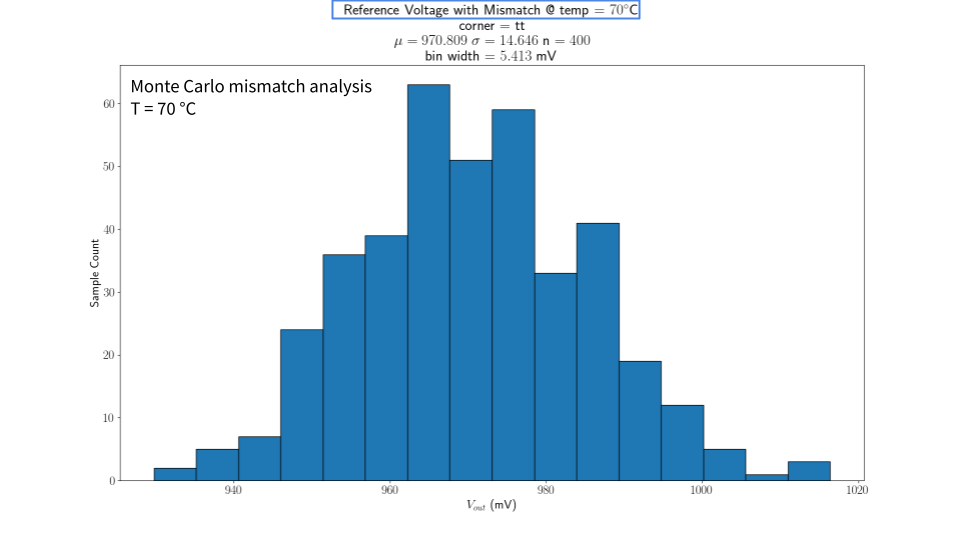 Reference Voltage with Mismatch @ temp = 70°C
corner = tt
μ = 970.809 σ = 14.646 n = 400
bin width = 5.413 mV
Monte Carlo mismatch analysis
T = 70 °C
60
50
40
30
20
10
0
Sample Count
940 960 980 1000 1020
Vout (mV)